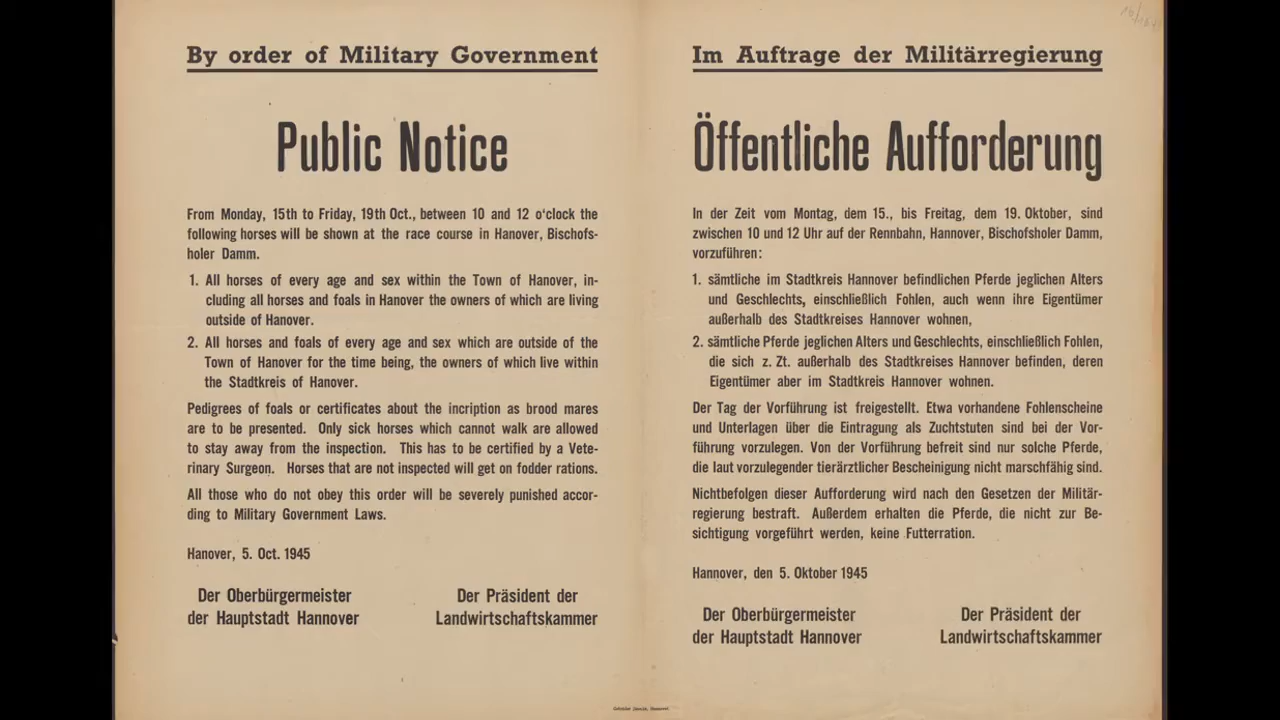 By order of Military Government
Public Notice
From Monday, 15th to Friday, 19th Oct., between 10 and 12 o'clock the
following horses will be shown at the race course in Hanover, Bischofs-
holer Damm.
1. All horses of every age and sex within the Town of Hanover, in-
cluding all horses and foals in Hanover the owners of which are living
outside of Hanover.
2. All horses and foals of every age and sex which are outside of the
Town of Hanover for the time being, the owners of which live within
the Stadtkreis of Hanover.
Pedigrees of foals or certificates about the incription as brood mares
are to be presented. Only sick horses which cannot walk are allowed
to stay away from the inspection. This has to be certified by a Vete-
rinary Surgeon. Horses that are not inspected will get on fodder rations.
All those who do not obey this order will be severely punished accor-
ding to Military Government Laws.
Hanover, 5. Oct. 1945
Der Oberbürgermeister
der Hauptstadt Hannover
Der Präsident der
Landwirtschaftskammer
Im Auftrage der Militärregierung
Öffentliche Aufforderung
In der Zeit vom Montag, dem 15., bis Freitag, dem 19. Oktober, sind
zwischen 10 und 12 Uhr auf der Rennbahn, Hannover, Bischofsholer Damm,
vorzuführen:
1. sämtliche im Stadtkreis Hannover befindlichen Pferde jeglichen Alters
und Geschlechts, einschließlich Fohlen, auch wenn ihre Eigentümer
außerhalb des Stadtkreises Hannover wohnen,
2. sämtliche Pferde jeglichen Alters und Geschlechts, einschließlich Fohlen,
die sich z. Zt. außerhalb des Stadtkreises Hannover befinden, deren
Eigentümer aber im Stadtkreis Hannover wohnen.
Der Tag der Vorführung ist freigestellt. Etwa vorhandene Fohlenscheine
und Unterlagen über die Eintragung als Zuchtstuten sind bei der Vor-
führung vorzulegen. Von der Vorführung befreit sind nur solche Pferde,
die laut vorzulegender tierärztlicher Bescheinigung nicht marschfähig sind.
Nichtbefolgen dieser Aufforderung wird nach den Gesetzen der Militär-
regierung bestraft. Außerdem erhalten die Pferde, die nicht zur Be-
sichtigung vorgeführt werden, keine Futterration.
Hannover, den 5. Oktober 1945
Der Oberbürgermeister
der Hauptstadt Hannover
Der Präsident der
Landwirtschaftskammer